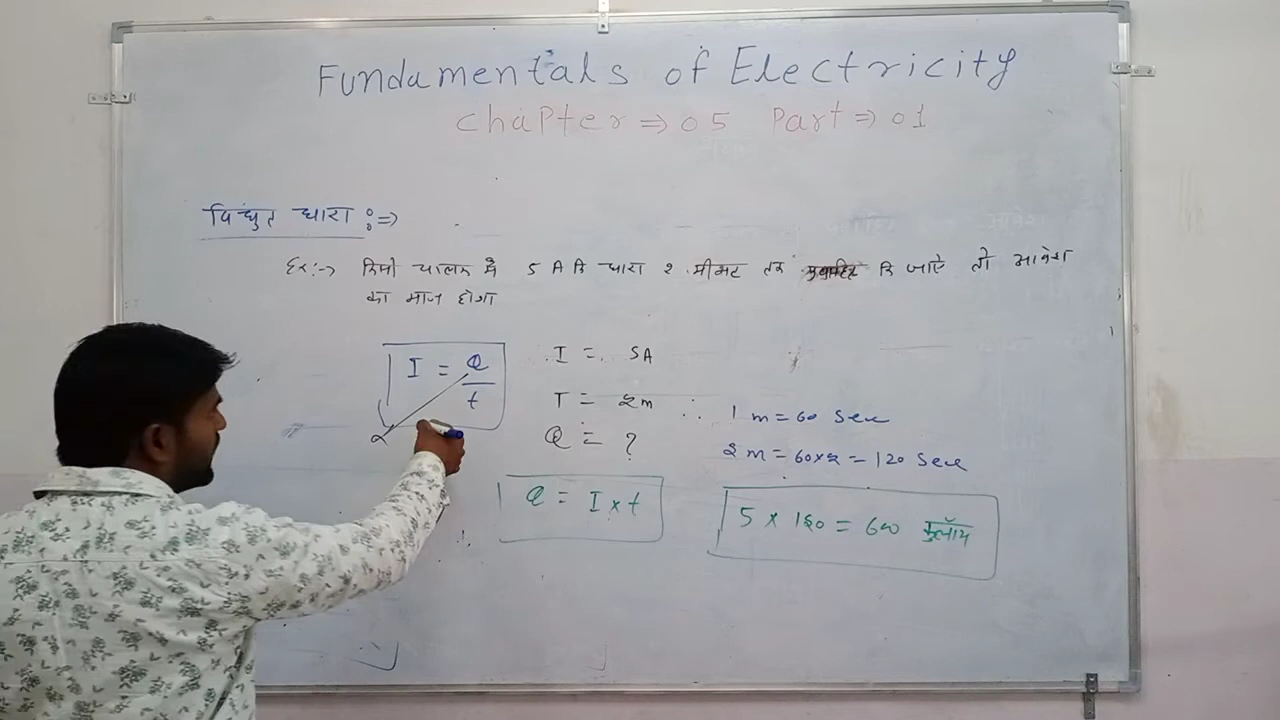 Fundamentals of Electricity
Chapter ⇒ 05 Part ⇒ 01
विद्युत धारा :⇒
Ex:→ किसी चालक में 5 A कि धारा 2 मीनट तक प्रवाहित कि जाऐ तो आवेश
का मान होगा
I = Q/t
I = 5A
T = 2m
Q = ?
∴ 1 m = 60 Sec
2 m = 60×2 = 120 Sec
Q = I × t
5 × 120 = 600 कुलॉम